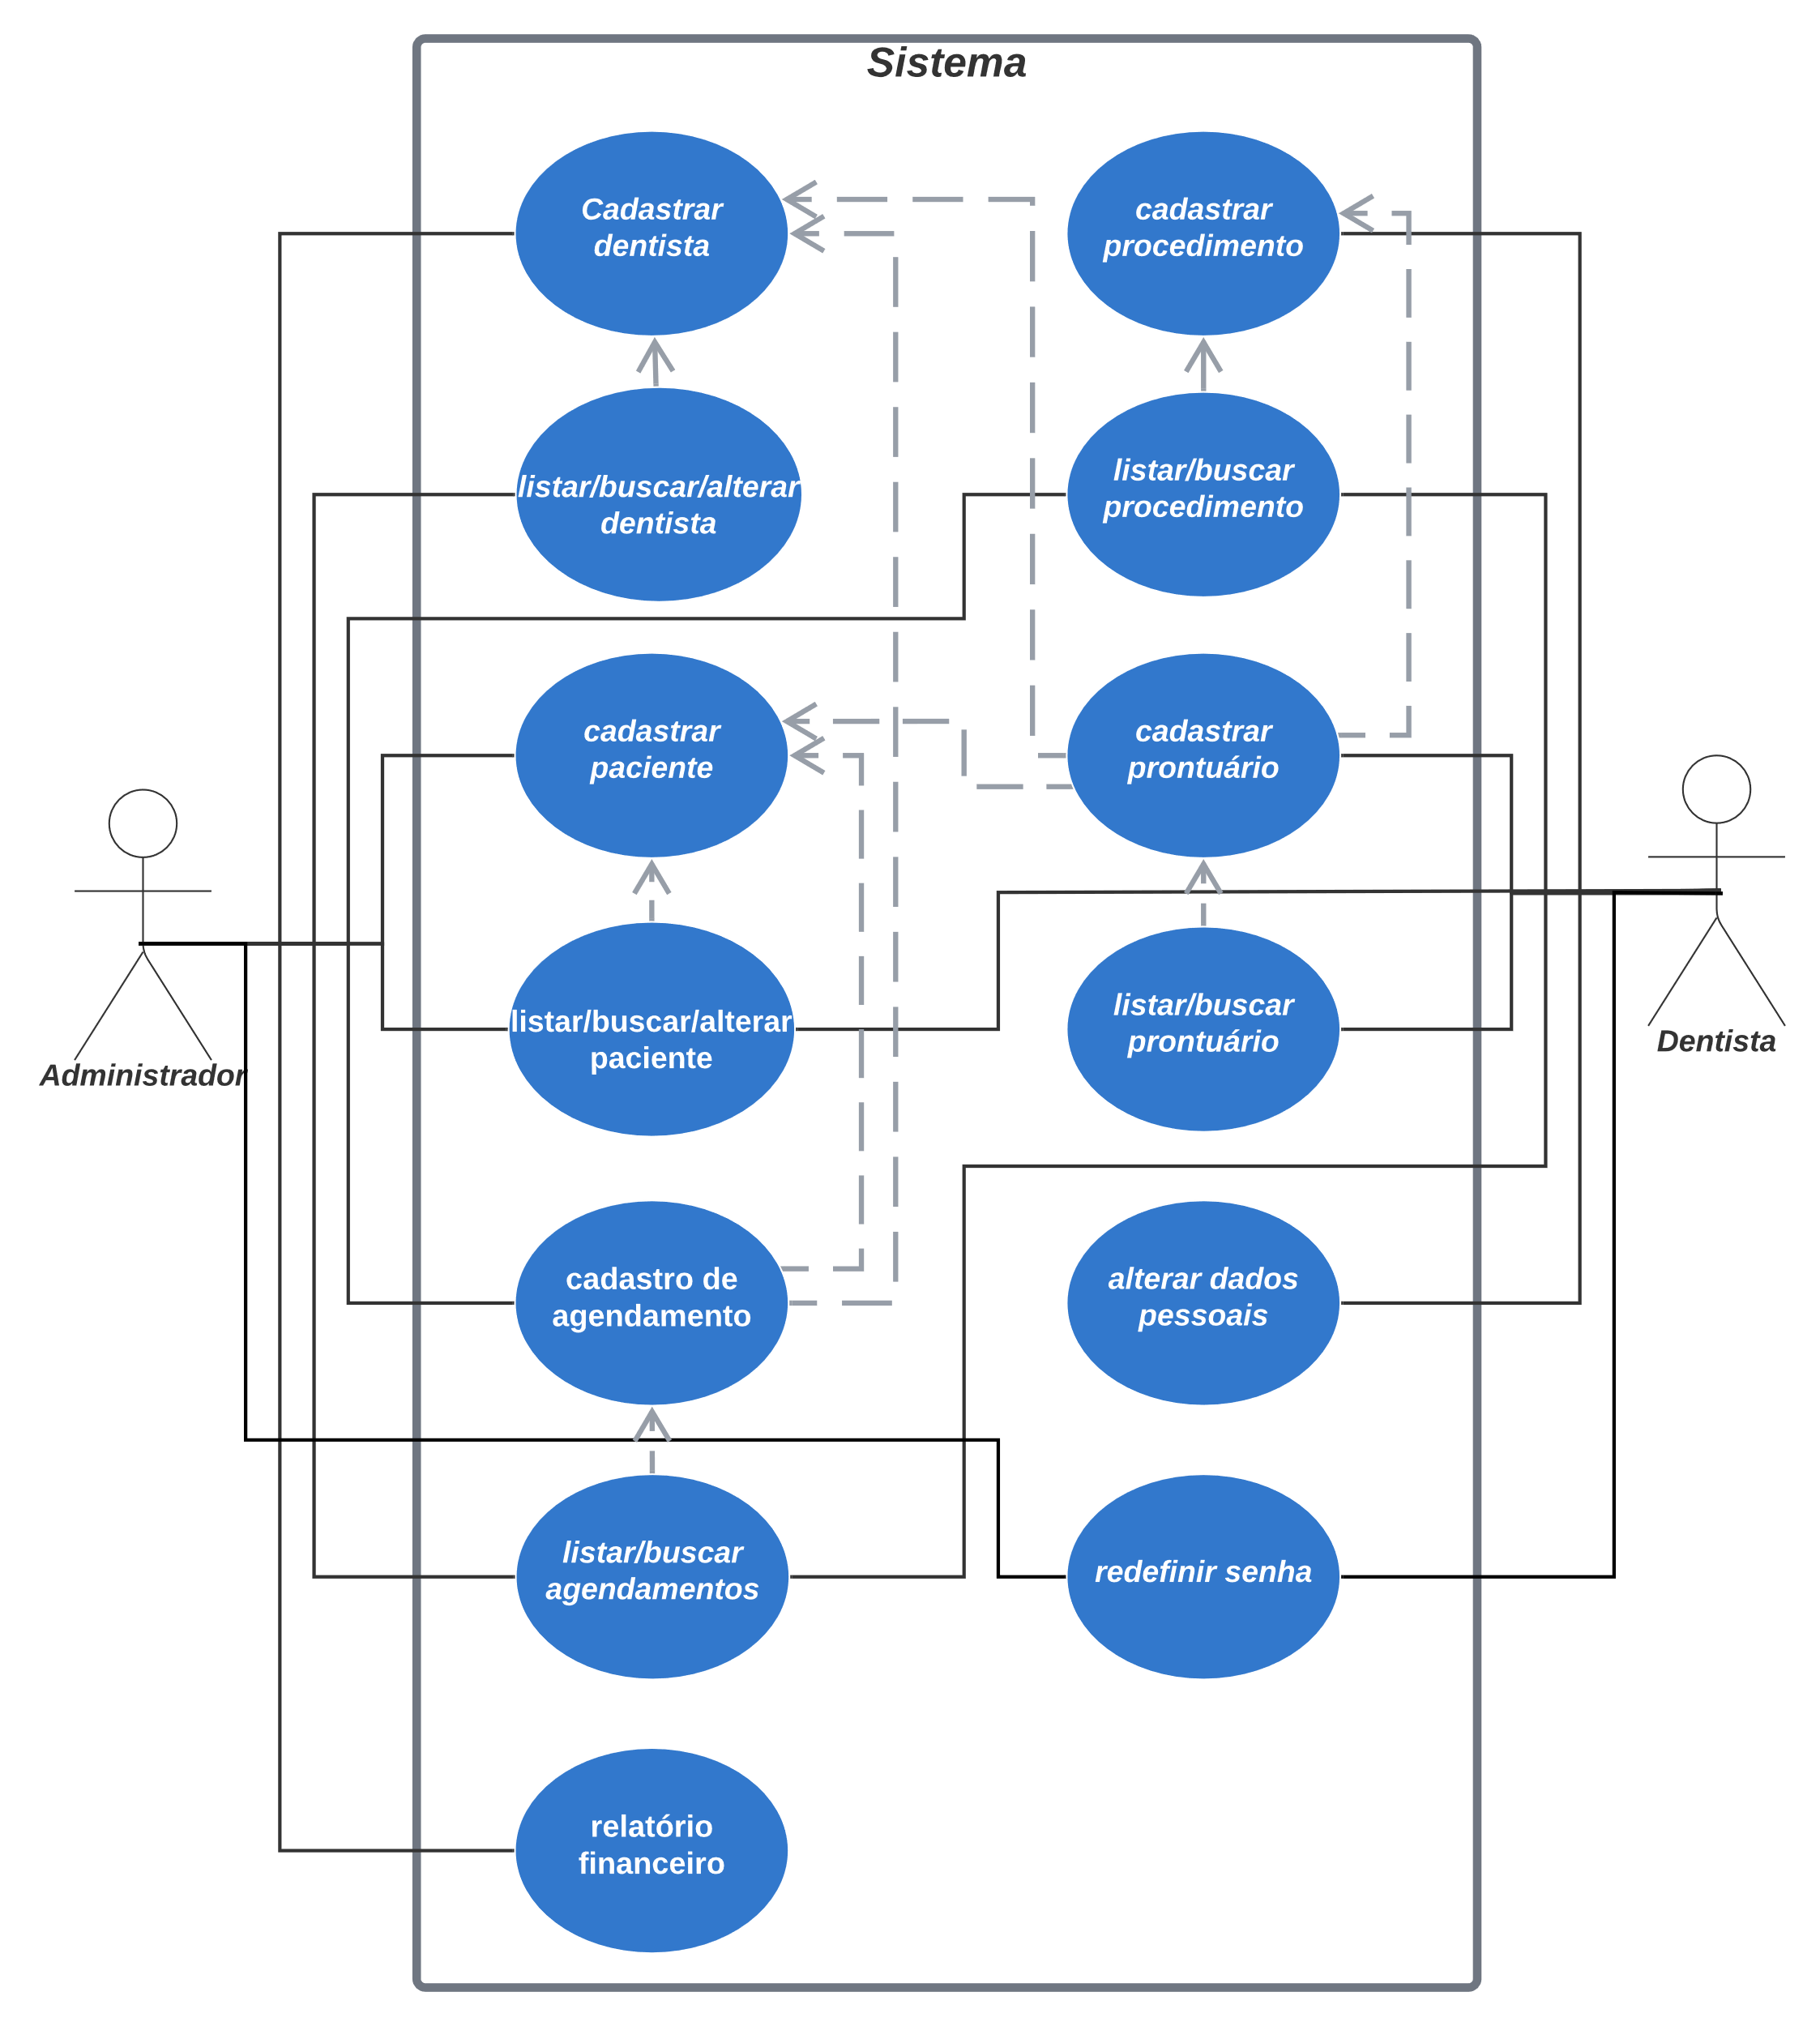 Sistema
Cadastrar
dentista
cadastrar
procedimento
listar/buscar/alterar
dentista
listar/buscar
procedimento
cadastrar
paciente
cadastrar
prontuário
listar/buscar/alterar
paciente
listar/buscar
prontuário
Administrador
Dentista
cadastro de
agendamento
alterar dados
pessoais
listar/buscar
agendamentos
redefinir senha
relatório
financeiro